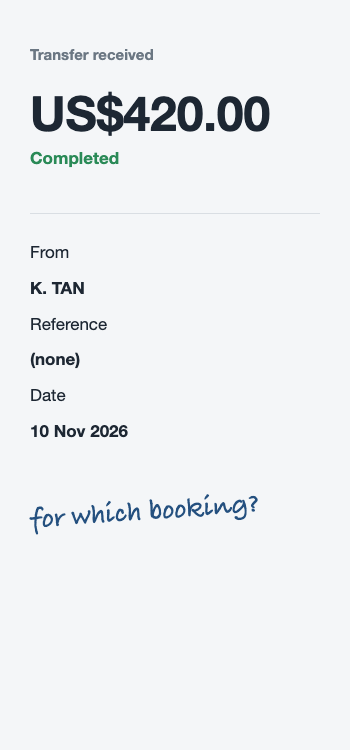 Transfer received
US$420.00
Completed
From
K. TAN
Reference
(none)
Date
10 Nov 2026
for which booking?